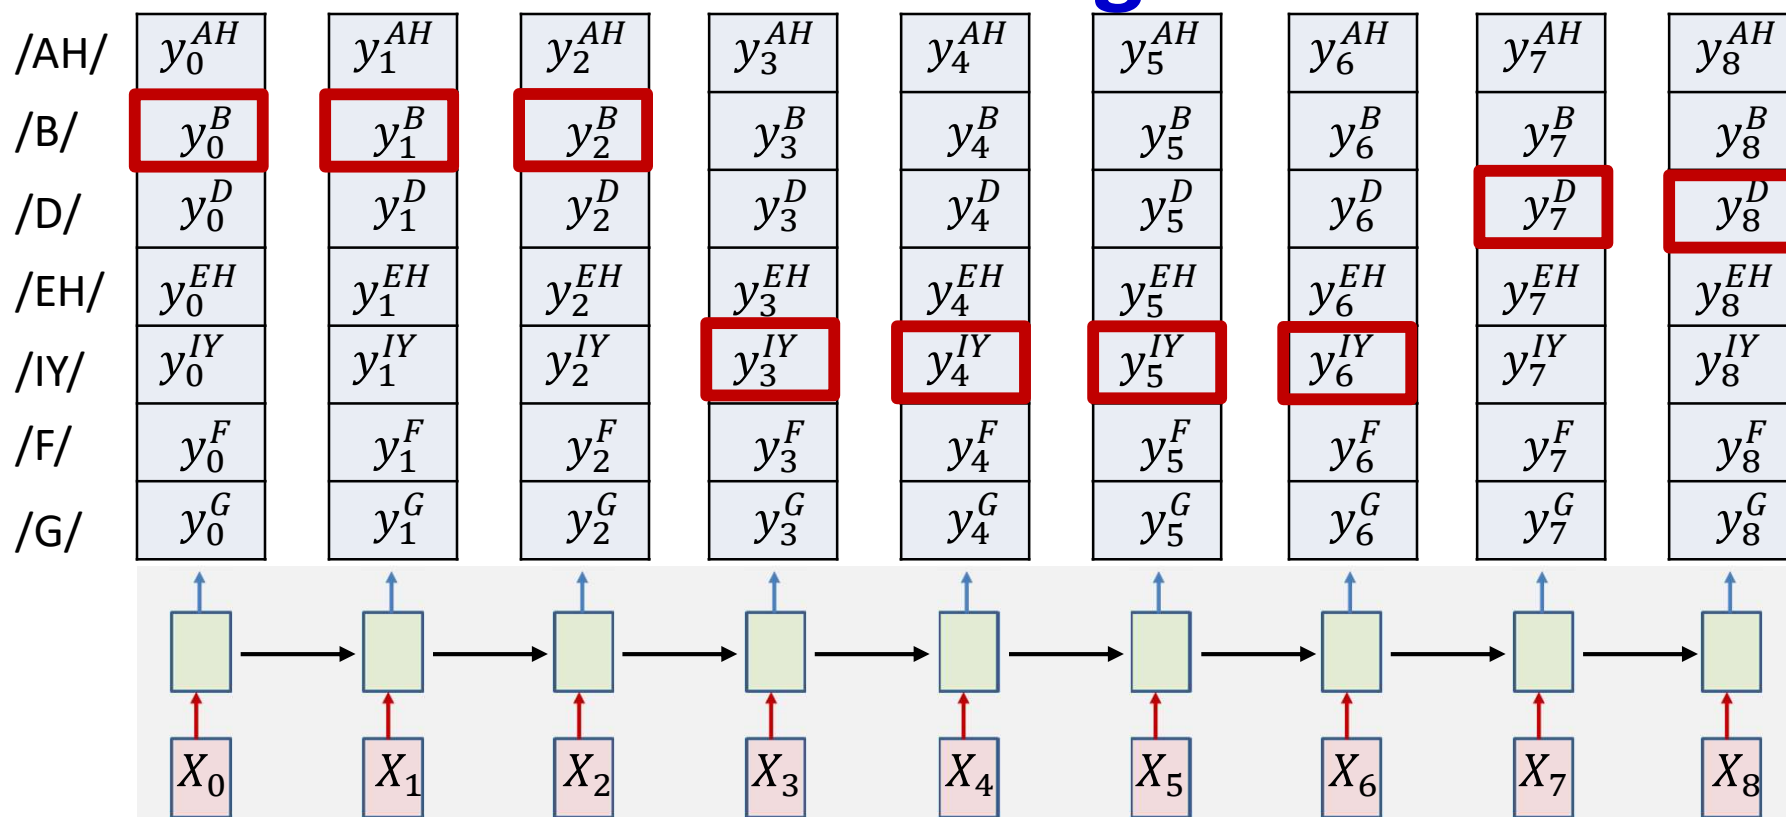 g
/AH/ y_0^{AH} y_1^{AH} y_2^{AH} y_3^{AH} y_4^{AH} y_5^{AH} y_6^{AH} y_7^{AH} y_8^{AH}
/B/ y_0^{B} y_1^{B} y_2^{B} y_3^{B} y_4^{B} y_5^{B} y_6^{B} y_7^{B} y_8^{B}
/D/ y_0^{D} y_1^{D} y_2^{D} y_3^{D} y_4^{D} y_5^{D} y_6^{D} y_7^{D} y_8^{D}
/EH/ y_0^{EH} y_1^{EH} y_2^{EH} y_3^{EH} y_4^{EH} y_5^{EH} y_6^{EH} y_7^{EH} y_8^{EH}
/IY/ y_0^{IY} y_1^{IY} y_2^{IY} y_3^{IY} y_4^{IY} y_5^{IY} y_6^{IY} y_7^{IY} y_8^{IY}
/F/ y_0^{F} y_1^{F} y_2^{F} y_3^{F} y_4^{F} y_5^{F} y_6^{F} y_7^{F} y_8^{F}
/G/ y_0^{G} y_1^{G} y_2^{G} y_3^{G} y_4^{G} y_5^{G} y_6^{G} y_7^{G} y_8^{G}
X_0 X_1 X_2 X_3 X_4 X_5 X_6 X_7 X_8